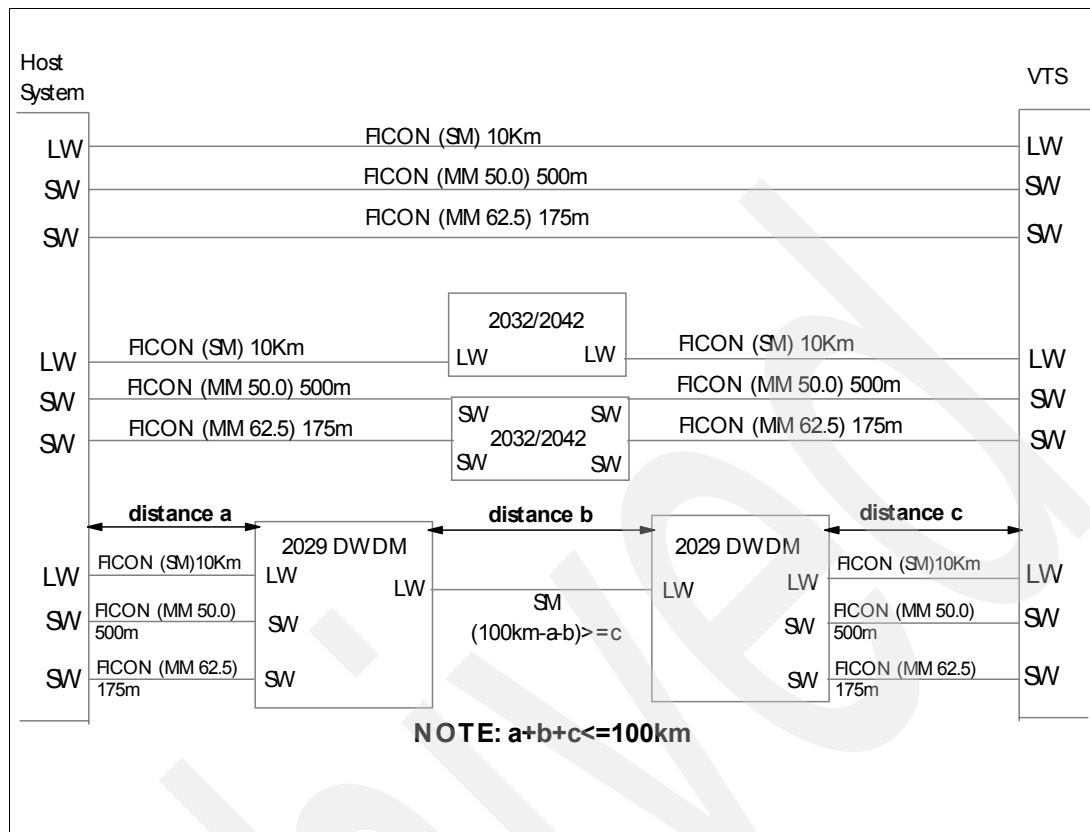 Host
System
VTS
LW FICON (SM) 10Km LW
SW FICON (MM 50.0) 500m SW
SW FICON (MM 62.5) 175m SW
2032/2042
LW FICON (SM) 10Km LW LW FICON (SM) 10Km LW
SW FICON (MM 50.0) 500m FICON (MM 50.0) 500m SW
SW SW
SW FICON (MM 62.5) 175m 2032/2042 FICON (MM 62.5) 175m SW
SW SW
distance a distance b distance c
2029 DWDM 2029 DWDM
LW FICON (SM)10Km LW LW LW LW FICON (SM)10Km LW
SM
(100km-a-b)>=c
SW FICON (MM 50.0)
500m SW SW FICON (MM 50.0)
500m SW
SW FICON (MM 62.5)
175m SW SW FICON (MM 62.5)
175m SW
NOTE: a+b+c<=100km